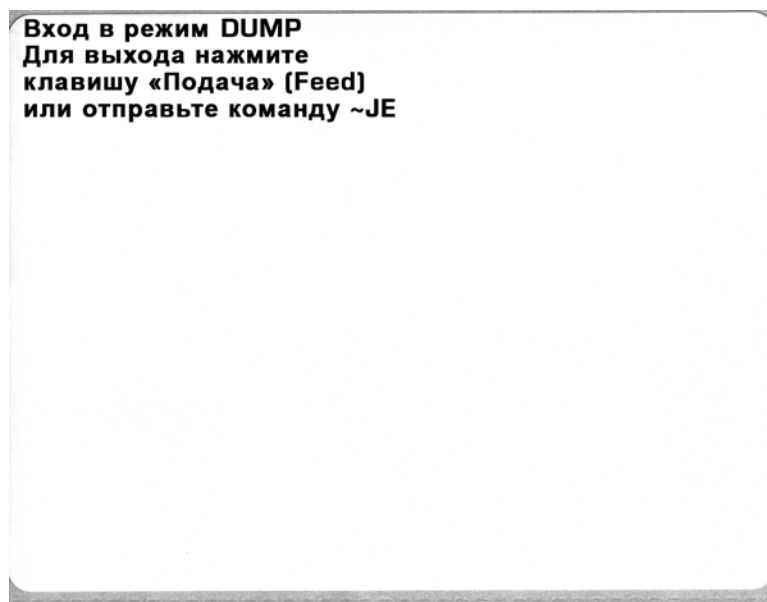 Вход в режим DUMP
Для выхода нажмите
клавишу «Подача» (Feed)
или отправьте команду ~JE